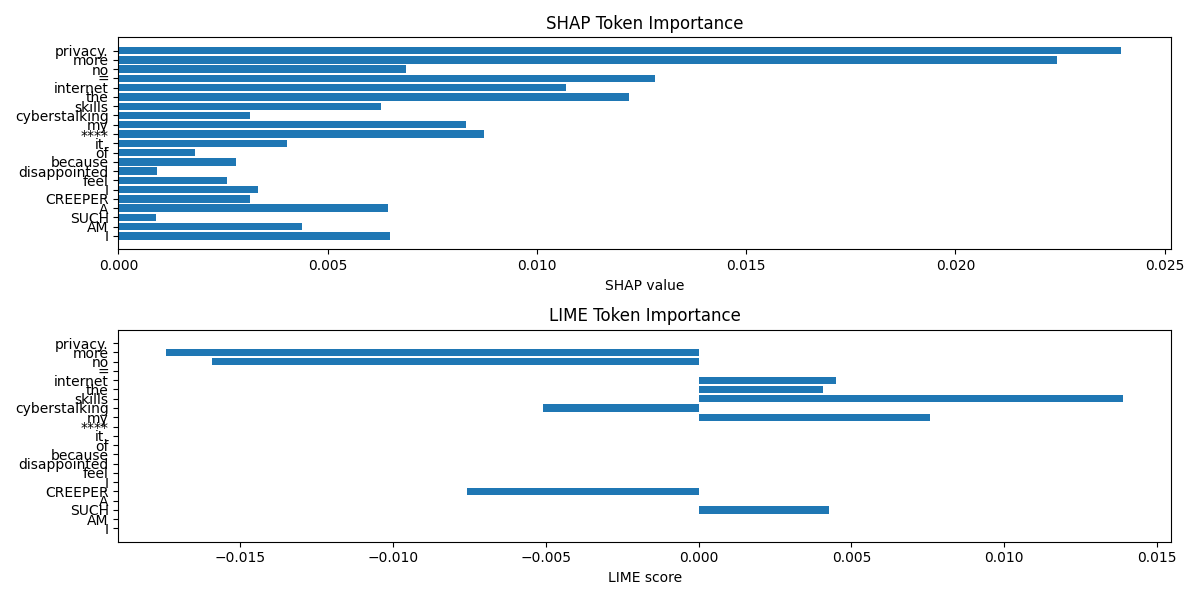 SHAP Token Importance
privacy.
more
no
=
internet
the
skills
cyberstalking
my
****
it,
of
because
disappointed
feel
I
CREEPER
A
SUCH
AM
I
0.000 0.005 0.010 0.015 0.020 0.025
SHAP value
LIME Token Importance
privacy.
more
no
=
internet
the
skills
cyberstalking
my
****
it,
of
because
disappointed
feel
I
CREEPER
A
SUCH
AM
I
−0.015 −0.010 −0.005 0.000 0.005 0.010 0.015
LIME score